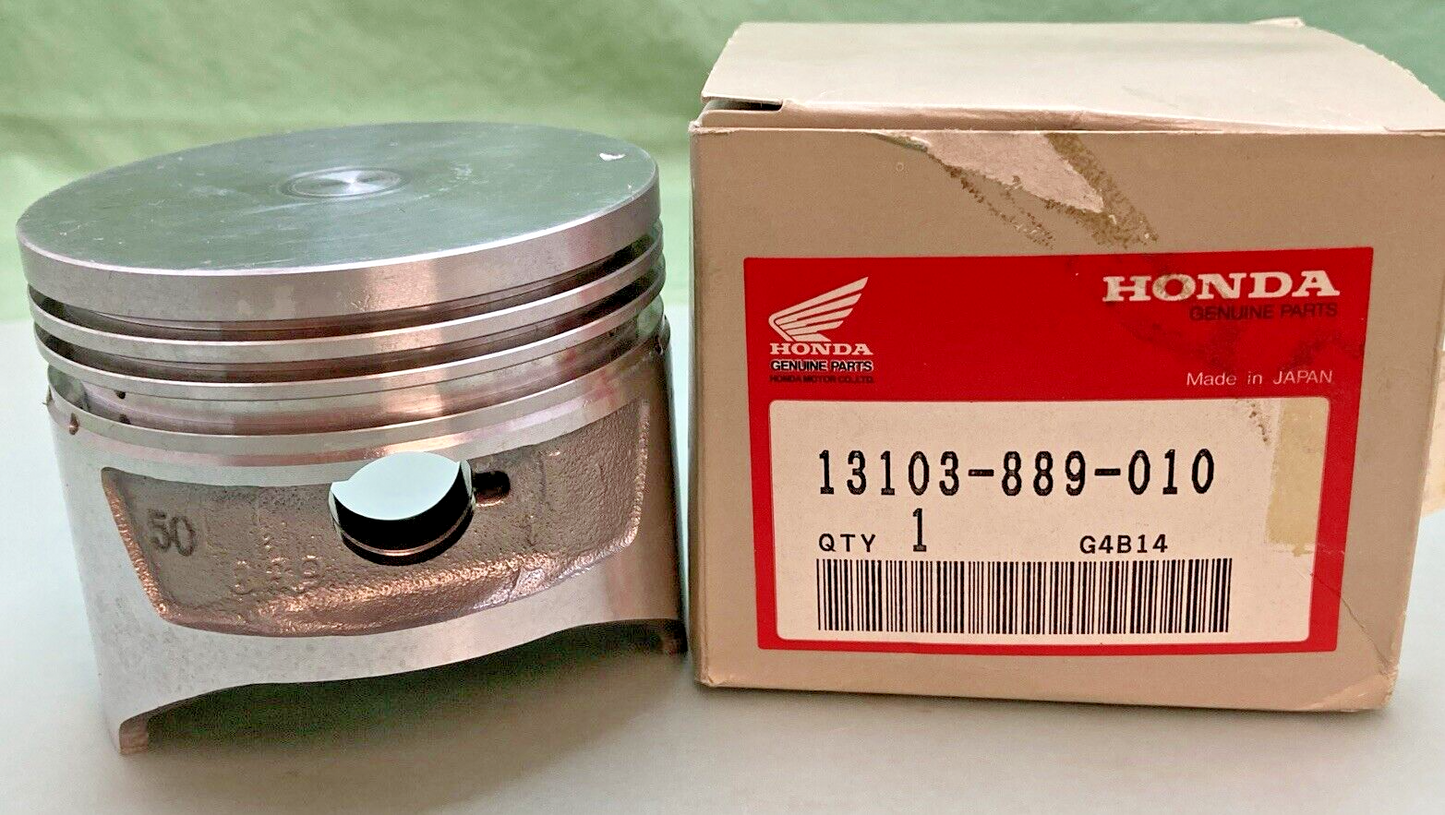 50
HONDA
GENUINE PARTS
HONDA MOTOR CO.,LTD.
HONDA
GENUINE PARTS
Made in JAPAN
13103-889-010
QTY 1 G4B14